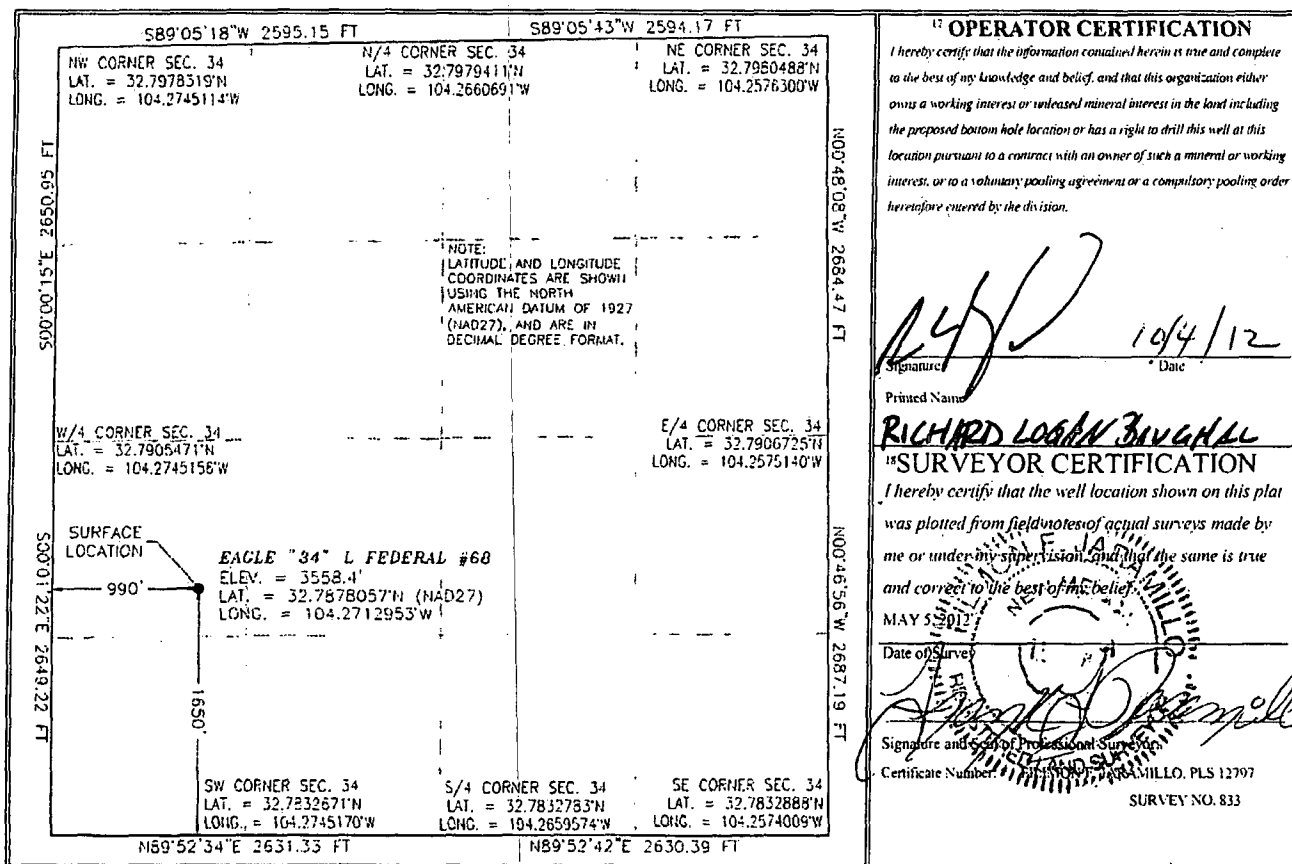 S89°05'18"W 2595.15 FT
S89°05'43"W 2594.17 FT
NW CORNER SEC. 34
LAT. = 32.7978319°N
LONG. = 104.2745114°W
N/4 CORNER SEC. 34
LAT. = 32.7979411°N
LONG. = 104.2660691°W
NE CORNER SEC. 34
LAT. = 32.7980488°N
LONG. = 104.2576300°W
S00°00'15"E 2650.95 FT
N00°48'08"W 2684.47 FT
NOTE:
LATITUDE AND LONGITUDE
COORDINATES ARE SHOWN
USING THE NORTH
AMERICAN DATUM OF 1927
(NAD27), AND ARE IN
DECIMAL DEGREE FORMAT.
W/4 CORNER SEC. 34
LAT. = 32.7905471°N
LONG. = 104.2745156°W
E/4 CORNER SEC. 34
LAT. = 32.7906725°N
LONG. = 104.2575140°W
SURFACE
LOCATION
EAGLE "34" L FEDERAL #68
ELEV. = 3558.4'
LAT. = 32.7878057°N (NAD27)
LONG. = 104.2712953°W
990'
1650'
S00°01'22"E 2649.22 FT
N00°46'56"W 2687.19 FT
SW CORNER SEC. 34
LAT. = 32.7832671°N
LONG. = 104.2745170°W
S/4 CORNER SEC. 34
LAT. = 32.7832783°N
LONG. = 104.2659574°W
SE CORNER SEC. 34
LAT. = 32.7832888°N
LONG. = 104.2574009°W
N89°52'34"E 2631.33 FT
N89°52'42"E 2630.39 FT
17 OPERATOR CERTIFICATION
I hereby certify that the information contained herein is true and complete
to the best of my knowledge and belief, and that this organization either
owns a working interest or unleased mineral interest in the land including
the proposed bottom hole location or has a right to drill this well at this
location pursuant to a contract with an owner of such a mineral or working
interest, or to a voluntary pooling agreement or a compulsory pooling order
heretofore entered by the division.
10/4/12
Signature
Date
Printed Name
RICHARD LOGAN
18 SURVEYOR CERTIFICATION
I hereby certify that the well location shown on this plat
was plotted from field notes of actual surveys made by
me or under my supervision, and that the same is true
and correct to the best of my belief.
MAY 5, 2012
Date of Survey
Signature and Seal of Professional Surveyor
Certificate Number: FILIMON F. JARAMILLO, PLS 12797
SURVEY NO. 833